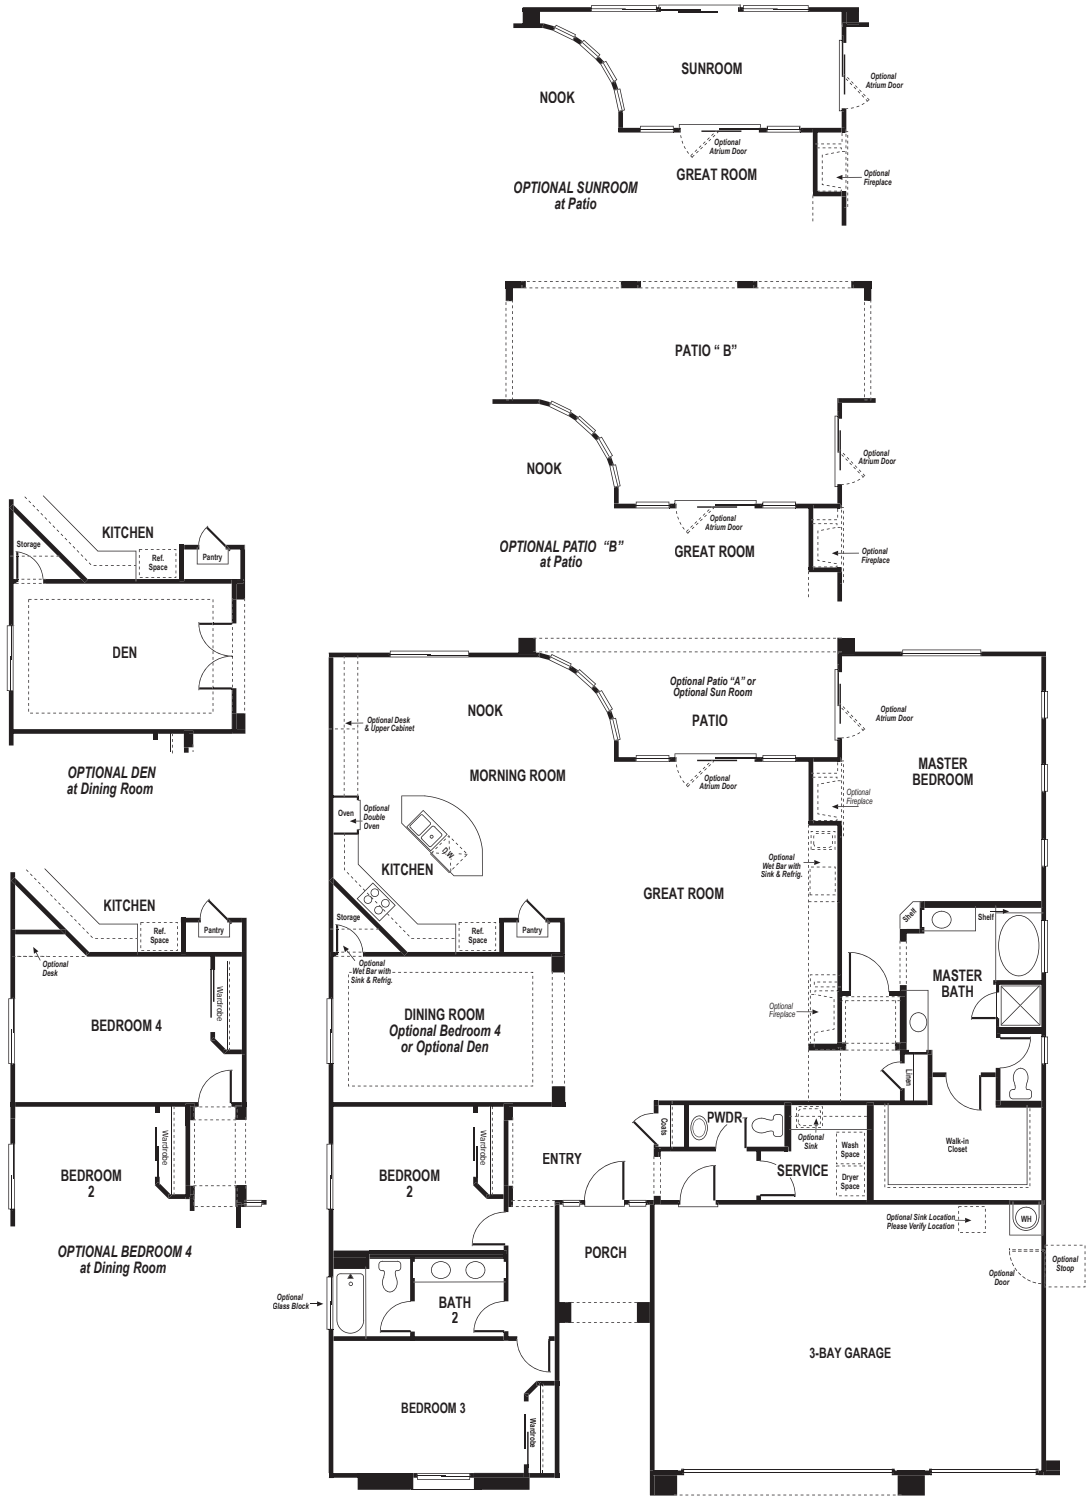 SUNROOM
NOOK
Optional
Atrium Door
Optional
Atrium Door
GREAT ROOM
Optional
Fireplace
OPTIONAL SUNROOM
at Patio
PATIO “ B”
NOOK
Optional
Atrium Door
Optional
Atrium Door
OPTIONAL PATIO “B”
at Patio
GREAT ROOM
Optional
Fireplace
KITCHEN
Storage
Ref.
Space
Pantry
DEN
OPTIONAL DEN
at Dining Room
KITCHEN
Ref.
Space
Pantry
Optional
Desk
BEDROOM 4
Wardrobe
BEDROOM
2
Wardrobe
OPTIONAL BEDROOM 4
at Dining Room
Optional Patio “A” or
Optional Sun Room
PATIO
NOOK
Optional Desk
& Upper Cabinet
MORNING ROOM
Optional
Atrium Door
Optional
Atrium Door
MASTER
BEDROOM
Optional
Fireplace
Oven
Optional
Double
Oven
D.W.
KITCHEN
Optional
Wet Bar with
Sink & Refrig.
GREAT ROOM
Storage
Ref.
Space
Pantry
Optional
Wet Bar with
Sink & Refrig.
DINING ROOM
Optional Bedroom 4
or Optional Den
Optional
Fireplace
Shelf
Shelf
MASTER
BATH
Linen
Walk-in
Closet
Coats
PWDR.
Optional
Sink
Wash
Space
SERVICE
Dryer
Space
ENTRY
BEDROOM
2
Wardrobe
PORCH
Optional Sink Location
Please Verify Location
WH
Optional
Door
Optional
Stoop
Optional
Glass Block
BATH
2
3-BAY GARAGE
BEDROOM 3
Wardrobe